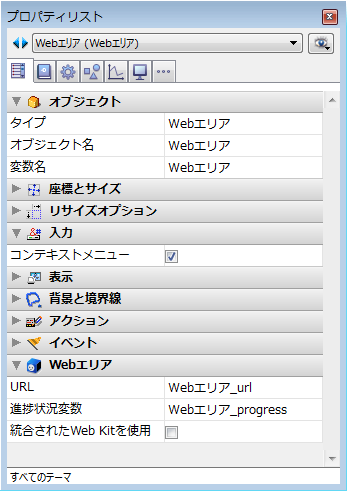 プロパティリスト
Webエリア (Webエリア)
オブジェクト
タイプ Webエリア
オブジェクト名 Webエリア
変数名 Webエリア
座標とサイズ
リサイズオプション
入力
コンテキストメニュー
表示
背景と境界線
アクション
イベント
Webエリア
URL Webエリア_url
進捗状況変数 Webエリア_progress
統合されたWeb Kitを使用
すべてのテーマ